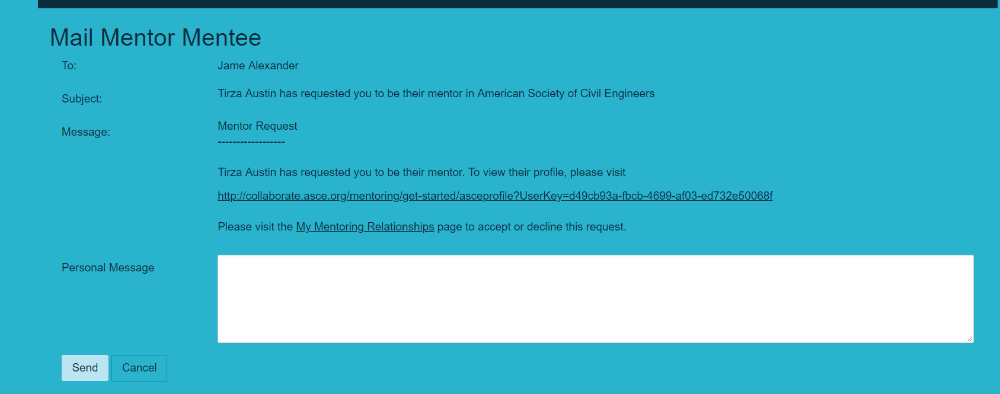 Mail Mentor Mentee
To:
Jame Alexander
Subject:
Tirza Austin has requested you to be their mentor in American Society of Civil Engineers
Message:
Mentor Request
------------------
Tirza Austin has requested you to be their mentor. To view their profile, please visit
http://collaborate.asce.org/mentoring/get-started/asceprofile?UserKey=d49cb93a-fbcb-4699-af03-ed732e50068f
Please visit the My Mentoring Relationships page to accept or decline this request.
Personal Message
Send
Cancel